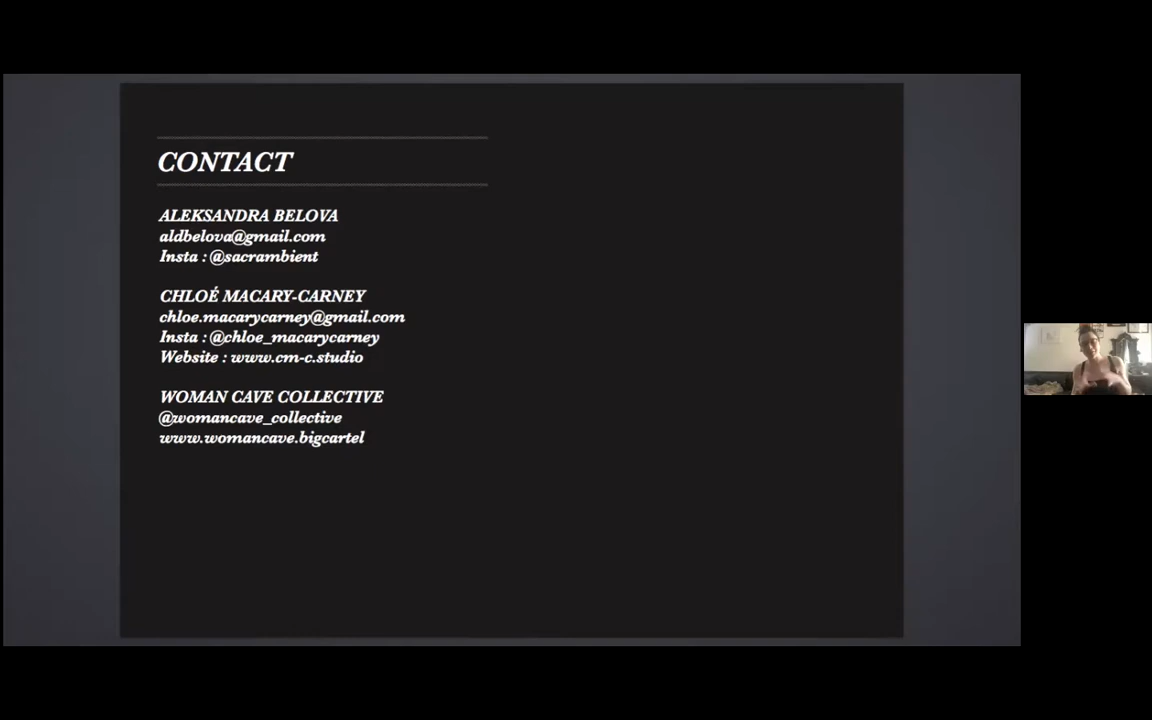 CONTACT
ALEKSANDRA BELOVA
aldbelova@gmail.com
Insta : @sacrambient
CHLOÉ MACARY-CARNEY
chloe.macarycarney@gmail.com
Insta : @chloe_macarycarney
Website : www.cm-c.studio
WOMAN CAVE COLLECTIVE
@womancave_collective
www.womancave.bigcartel